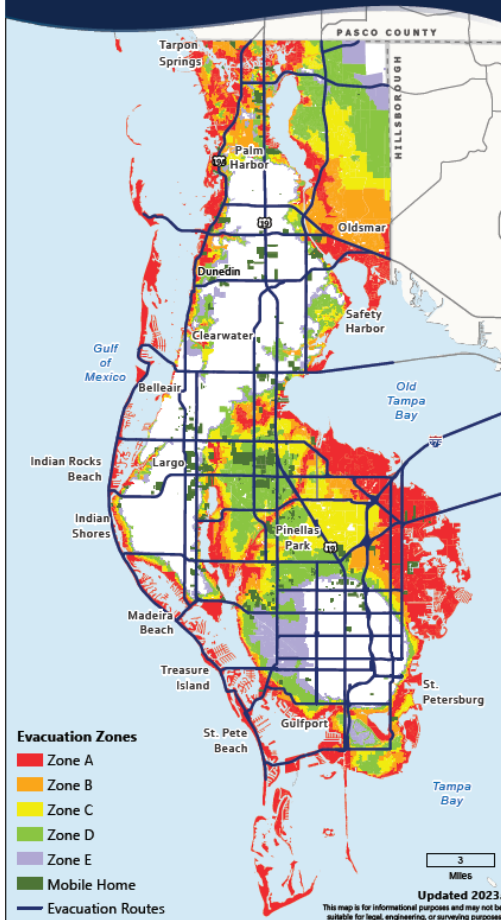 PASCO COUNTY
HILLSBOROUGH
Tarpon
Springs
Palm
Harbor
19
Oldsmar
Dunedin
Safety
Harbor
Clearwater
Gulf
of
Mexico
Belleair
Old
Tampa
Bay
Indian Rocks
Beach
Largo
Indian
Shores
Pinellas
Park
19
Madeira
Beach
Treasure
Island
St.
Petersburg
St. Pete
Beach
Gulfport
Tampa
Bay
Evacuation Zones
Zone A
Zone B
Zone C
Zone D
Zone E
Mobile Home
Evacuation Routes
3
Miles
Updated 2023.
This map is for informational purposes and may not be
suitable for legal, engineering, or surveying purposes